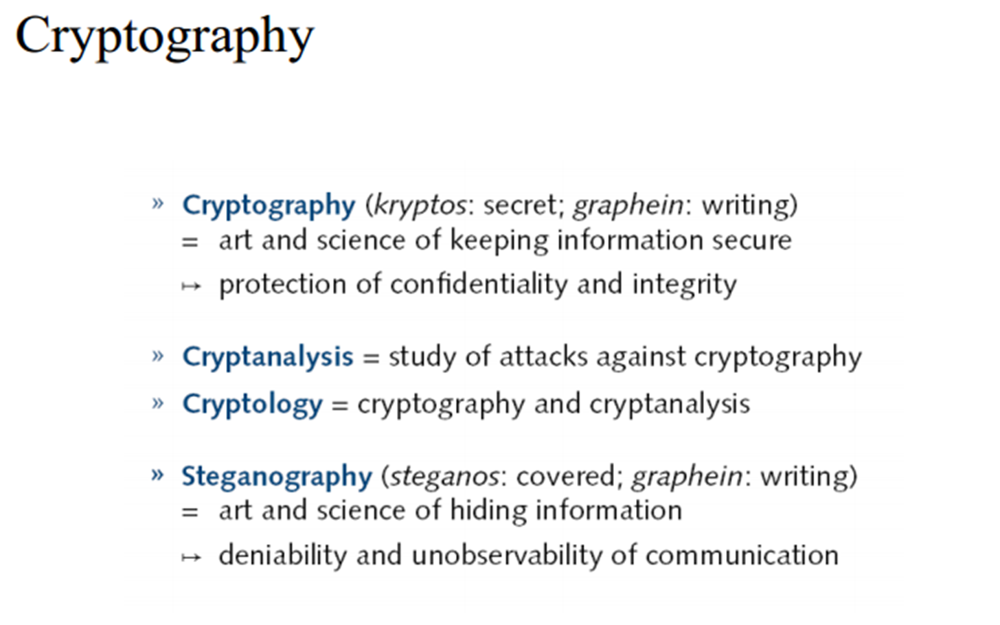 Cryptography
» Cryptography (kryptos: secret; graphein: writing)
= art and science of keeping information secure
↦ protection of confidentiality and integrity
» Cryptanalysis = study of attacks against cryptography
» Cryptology = cryptography and cryptanalysis
» Steganography (steganos: covered; graphein: writing)
= art and science of hiding information
↦ deniability and unobservability of communication